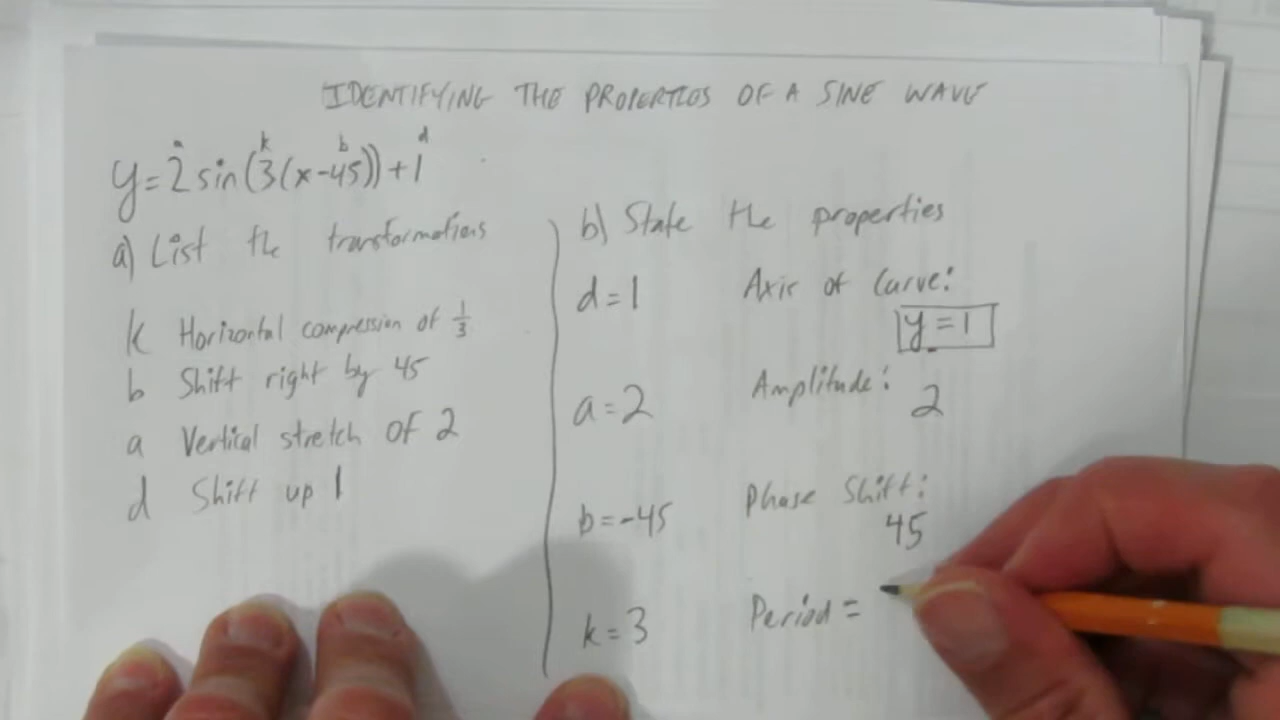 IDENTIFYING THE PROPERTIES OF A SINE WAVE
a k b d
y = 2 sin(3(x-45)) + 1
a) List the transformations
k Horizontal compression of 1/3
b Shift right by 45
a Vertical stretch of 2
d Shift up 1
b) State the properties
d = 1 Axis of Curve:
y = 1
a = 2 Amplitude:
2
b = -45 Phase Shift:
45
k = 3 Period =